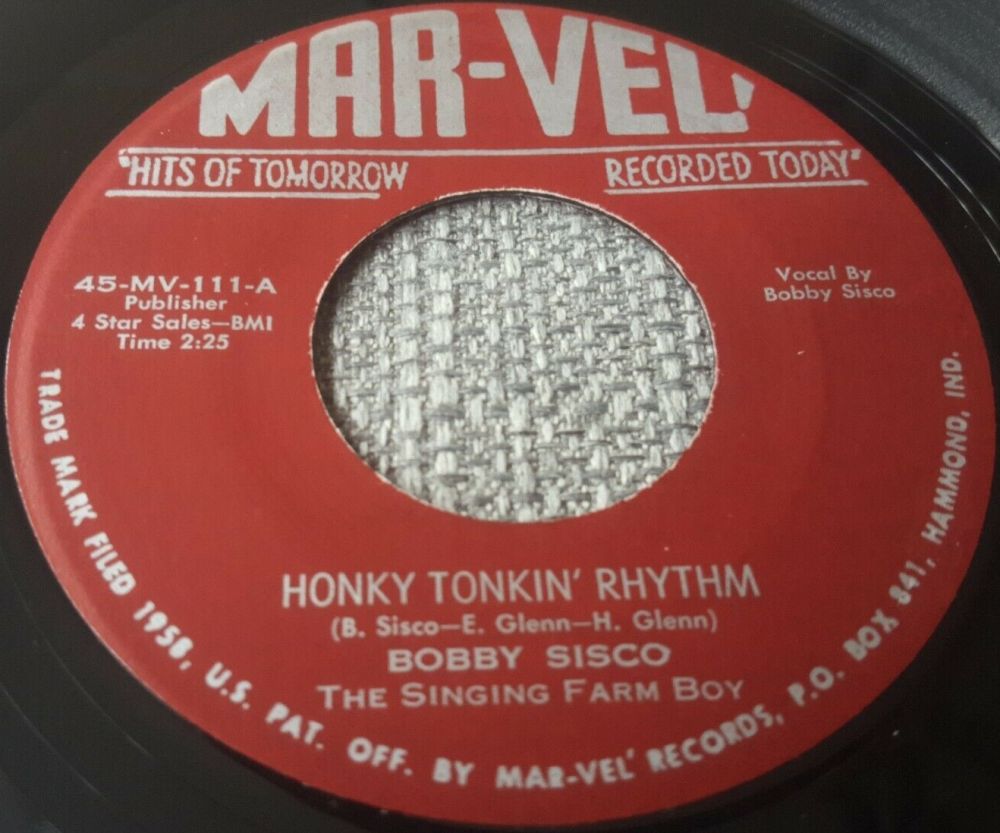 MAR-VEL'
"HITS OF TOMORROW RECORDED TODAY"
45-MV-111-A
Publisher
4 Star Sales—BMI
Time 2:25
Vocal By
Bobby Sisco
HONKY TONKIN' RHYTHM
(B. Sisco—E. Glenn—H. Glenn)
BOBBY SISCO
THE SINGING FARM BOY
TRADE MARK FILED 1958, U.S. PAT. OFF. BY MAR-VEL' RECORDS, P.O. BOX 841, HAMMOND, IND.